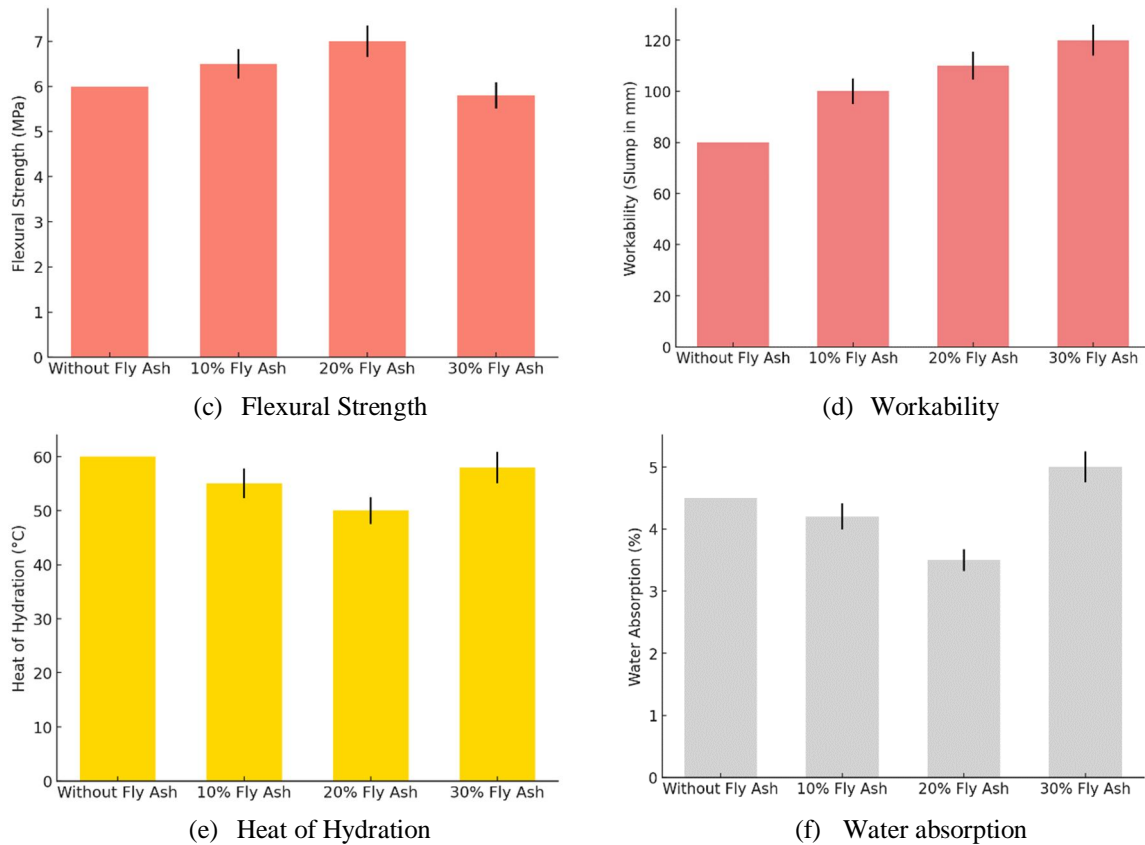 Flexural Strength (MPa)
7
6
5
4
3
2
1
0
Without Fly Ash 10% Fly Ash 20% Fly Ash 30% Fly Ash
(c) Flexural Strength
Workability (Slump in mm)
120
100
80
60
40
20
0
Without Fly Ash 10% Fly Ash 20% Fly Ash 30% Fly Ash
(d) Workability
Heat of Hydration (°C)
60
50
40
30
20
10
0
Without Fly Ash 10% Fly Ash 20% Fly Ash 30% Fly Ash
(e) Heat of Hydration
Water Absorption (%)
5
4
3
2
1
0
Without Fly Ash 10% Fly Ash 20% Fly Ash 30% Fly Ash
(f) Water absorption